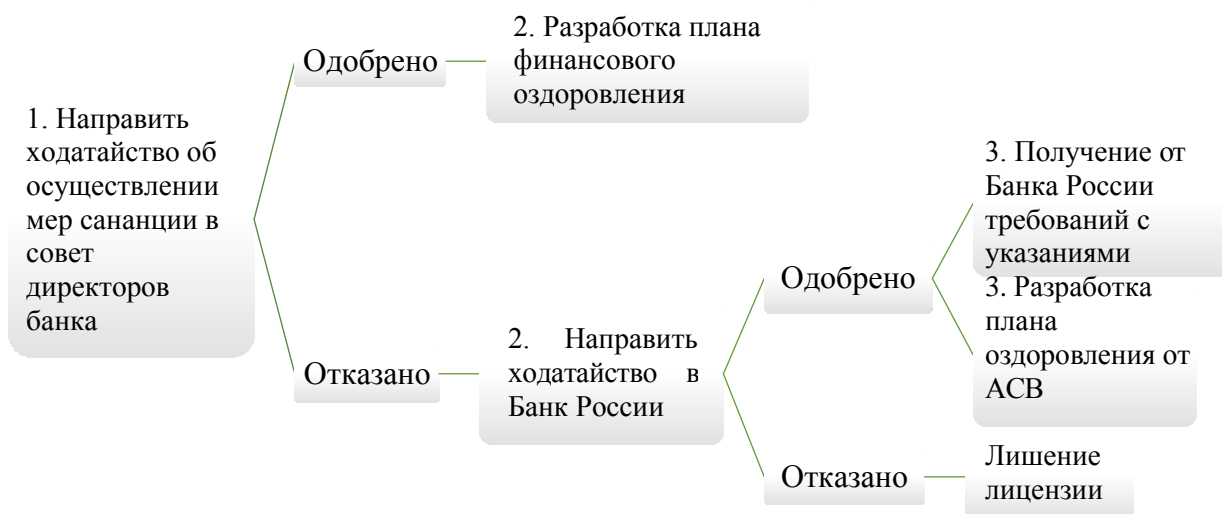 1. Направить
ходатайство об
осуществлении
мер сананции в
совет
директоров
банка
Одобрено
2. Разработка плана
финансового
оздоровления
Отказано
2. Направить
ходатайство в
Банк России
Одобрено
3. Получение от
Банка России
требований с
указаниями
3. Разработка
плана
оздоровления от
АСВ
Отказано
Лишение
лицензии